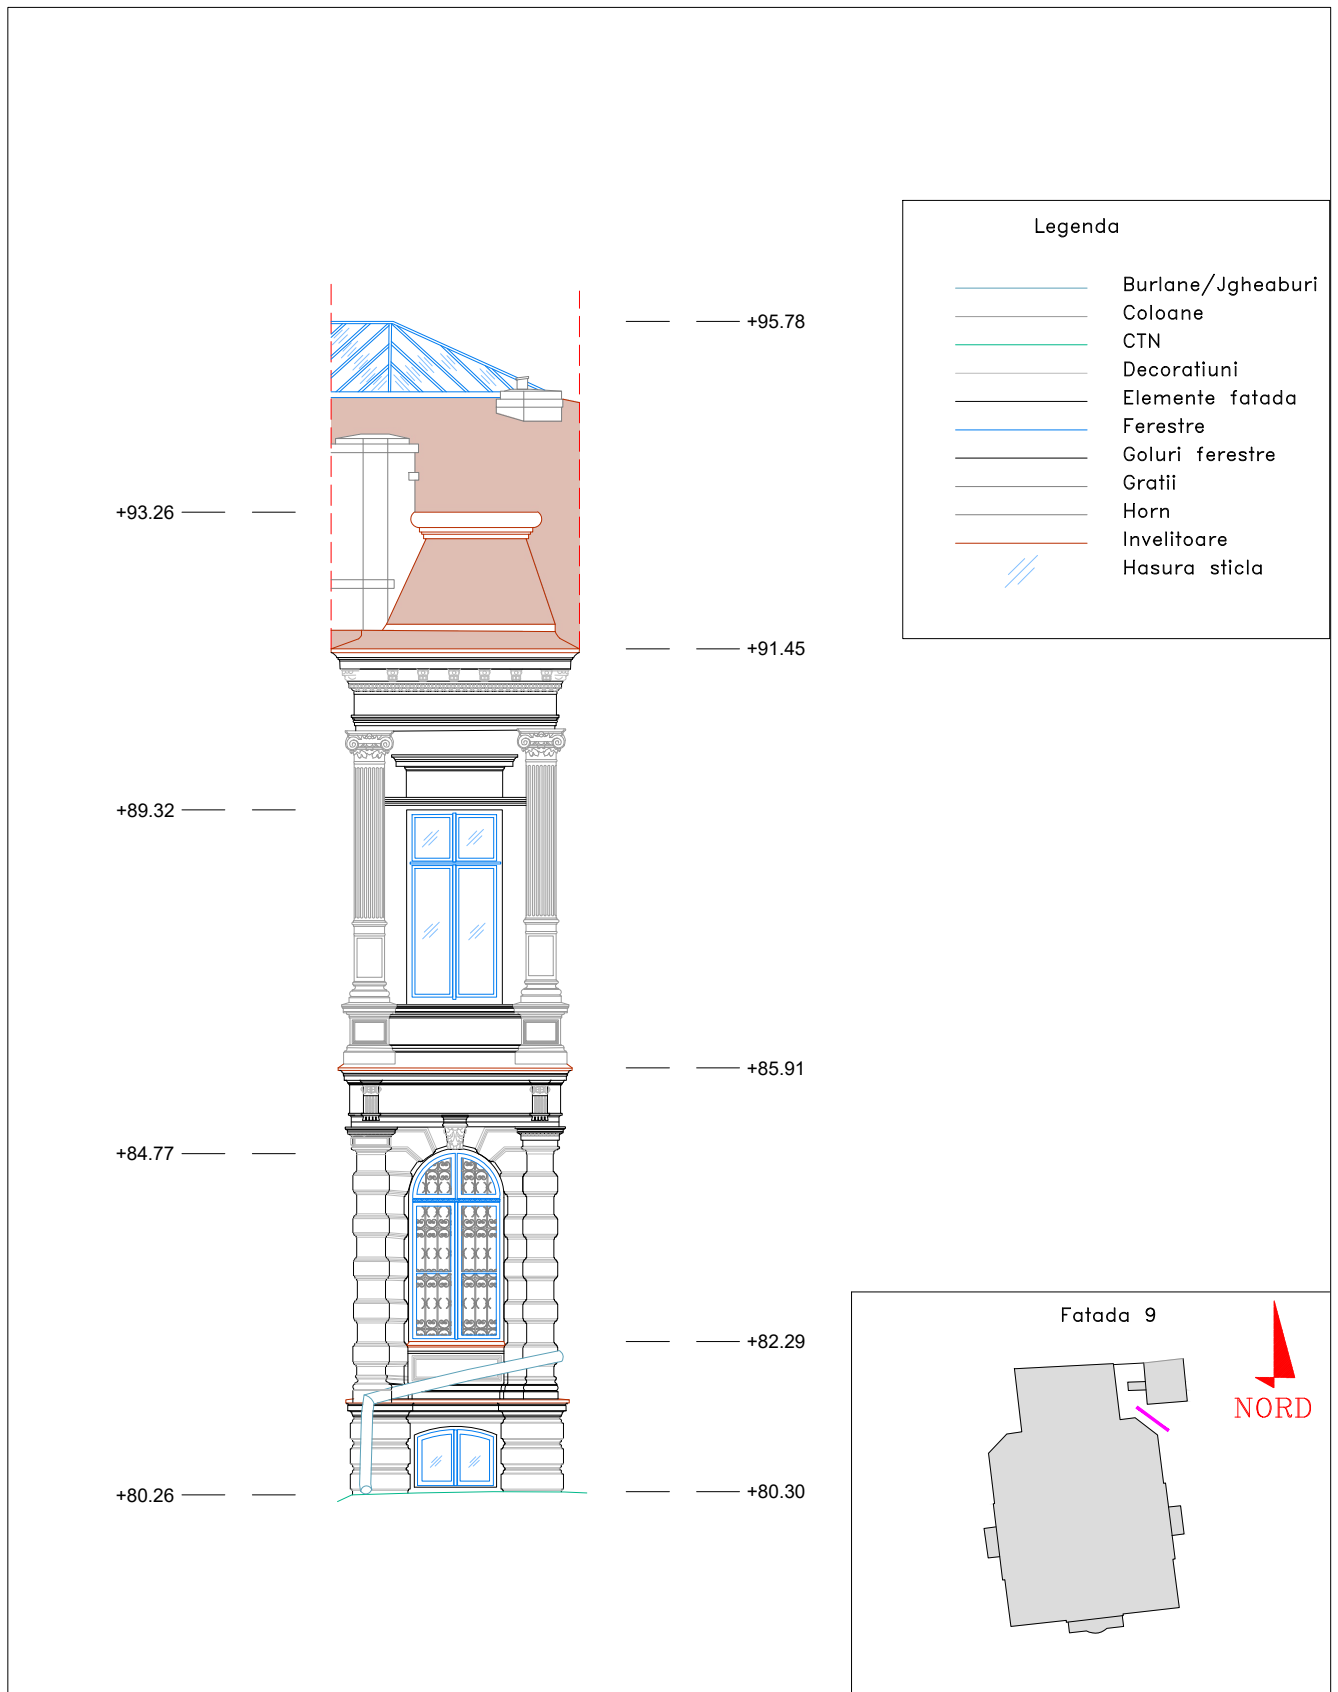 Legenda
Burlane/Jgheaburi
Coloane
CTN
Decoratiuni
Elemente fatada
Ferestre
Goluri ferestre
Gratii
Horn
Invelitoare
Hasura sticla
+95.78
+93.26
+91.45
+89.32
+85.91
+84.77
+82.29
+80.26
+80.30
Fatada 9
NORD